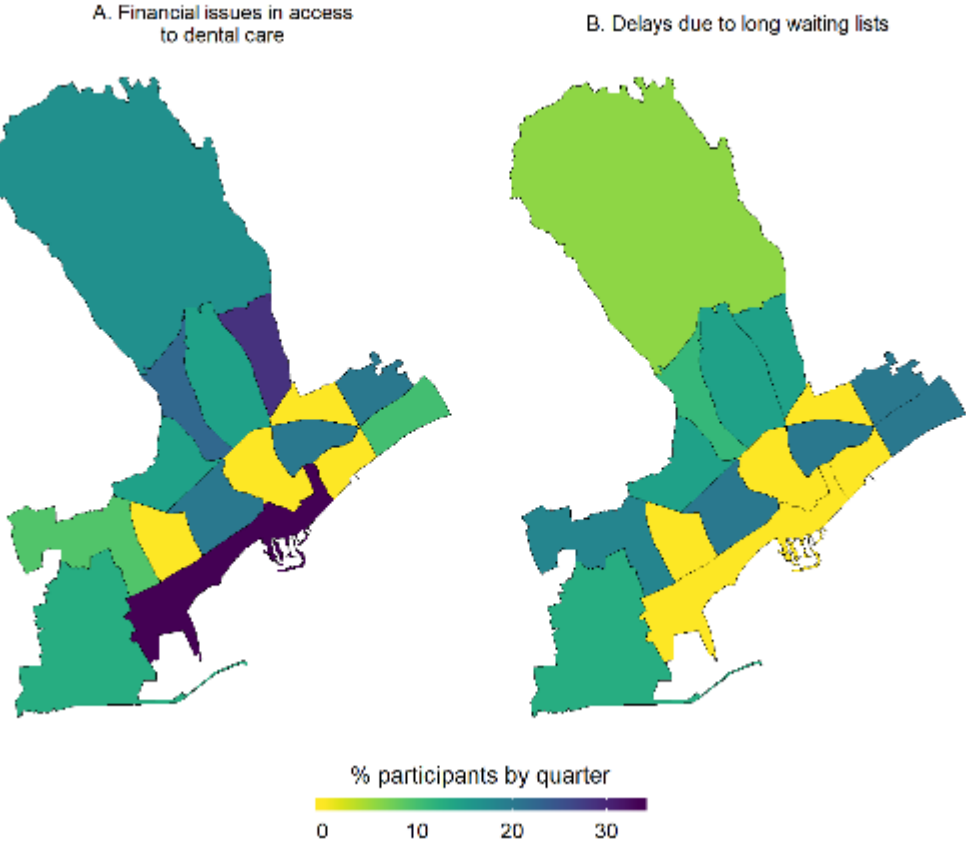 A. Financial issues in access
to dental care
B. Delays due to long waiting lists
% participants by quarter
0 10 20 30